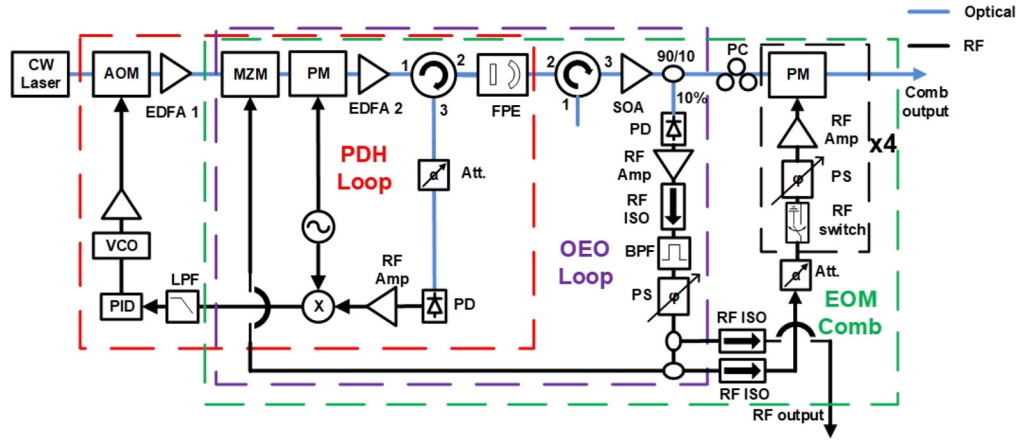 Optical
RF
CW
Laser
AOM
EDFA 1
MZM
PM
EDFA 2
1
2
3
FPE
2
3
1
SOA
90/10
10%
PC
PM
Comb
output
PD
RF
Amp
RF
ISO
BPF
PS
RF
Amp
x4
PS
φ
RF
switch
α
Att.
PDH
Loop
α
Att.
OEO
Loop
EOM
Comb
VCO
PID
LPF
X
RF
Amp
PD
φ
RF ISO
RF ISO
RF output